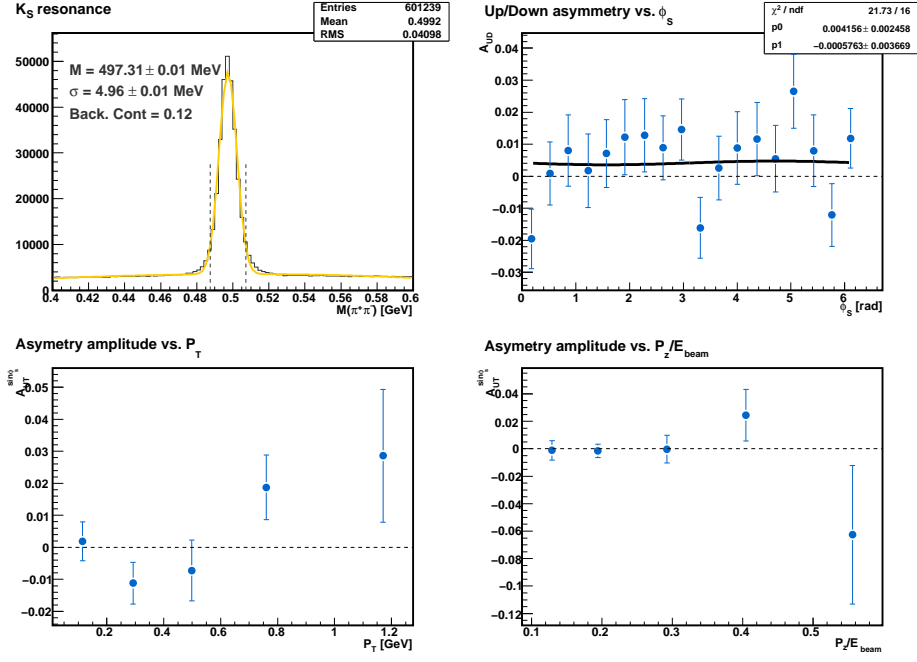 K_S resonance
Entries 601239
Mean 0.4992
RMS 0.04098
M = 497.31 ± 0.01 MeV
σ = 4.96 ± 0.01 MeV
Back. Cont = 0.12
50000
40000
30000
20000
10000
0
0.4 0.42 0.44 0.46 0.48 0.5 0.52 0.54 0.56 0.58 0.6
M(π⁺π⁻) [GeV]
Up/Down asymmetry vs. φ_S
χ² / ndf 21.73 / 16
p0 0.004156 ± 0.002458
p1 -0.0005763 ± 0.003669
A_UD
0.04
0.03
0.02
0.01
0
−0.01
−0.02
−0.03
0 1 2 3 4 5 6
φ_S [rad]
Asymetry amplitude vs. P_T
A_UT
0.05
0.04
0.03
0.02
0.01
0
−0.01
−0.02
0.2 0.4 0.6 0.8 1 1.2
P_T [GeV]
Asymetry amplitude vs. P_z/E_beam
A_UT
0.04
0.02
0
−0.02
−0.04
−0.06
−0.08
−0.1
−0.12
0.1 0.2 0.3 0.4 0.5
P_z/E_beam